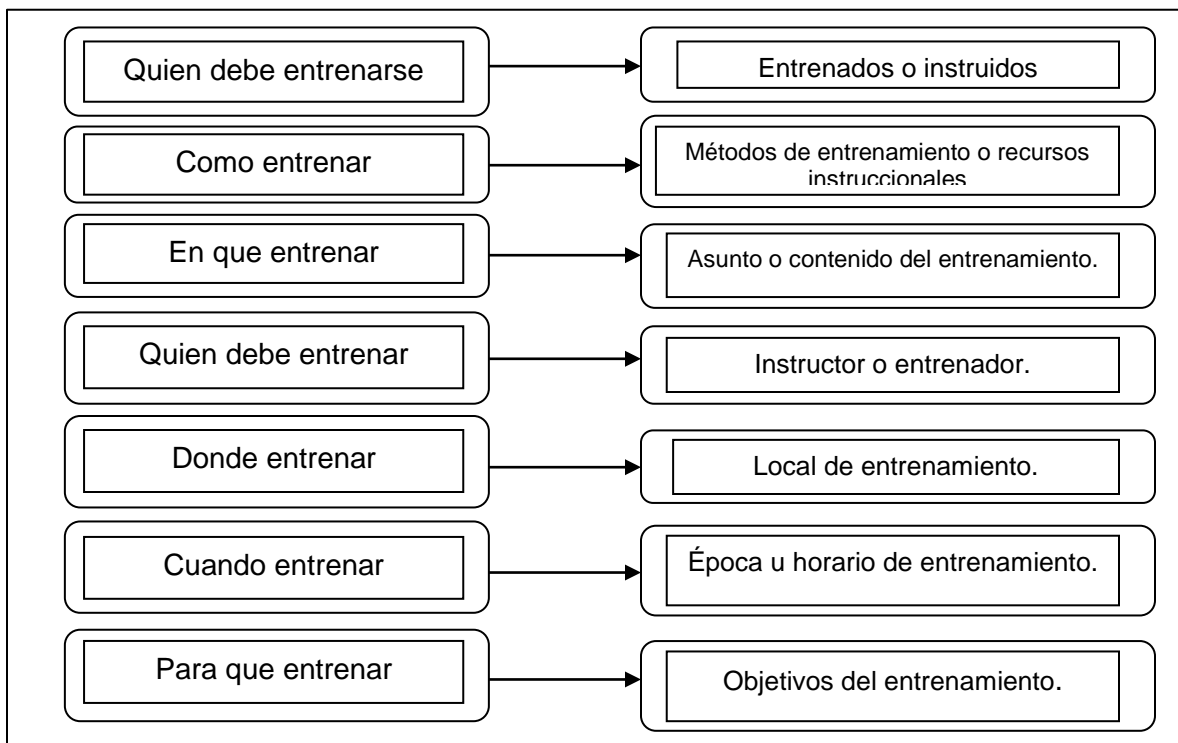 Quien debe entrenarse
Entrenados o instruidos
Como entrenar
Métodos de entrenamiento o recursos
instruccionales
En que entrenar
Asunto o contenido del entrenamiento.
Quien debe entrenar
Instructor o entrenador.
Donde entrenar
Local de entrenamiento.
Cuando entrenar
Época u horario de entrenamiento.
Para que entrenar
Objetivos del entrenamiento.